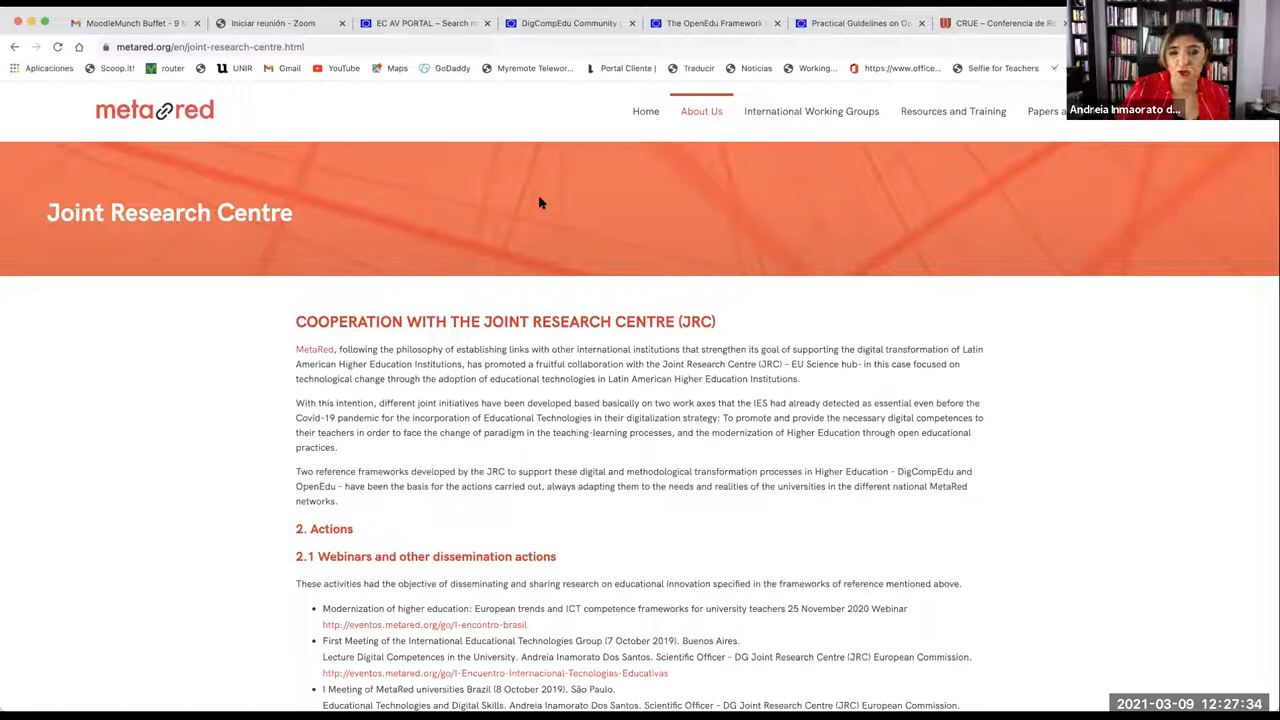 MoodleMunch Buffet - 9 M
Iniciar reunión - Zoom
EC AV PORTAL – Search r
DigCompEdu Community
The OpenEdu Framework
Practical Guidelines on Op
CRUE – Conferencia de R
metared.org/en/joint-research-centre.html
Aplicaciones
Scoop.it!
router
UNIR
Gmail
YouTube
Maps
GoDaddy
Myremote Telewor...
Portal Cliente |
Traducir
Noticias
Working...
https://www.office...
Selfie for Teachers
Andreia Inmaorato d...
metared
Home
About Us
International Working Groups
Resources and Training
Papers a
Joint Research Centre
COOPERATION WITH THE JOINT RESEARCH CENTRE (JRC)
MetaRed, following the philosophy of establishing links with other international institutions that strengthen its goal of supporting the digital transformation of Latin
American Higher Education Institutions, has promoted a fruitful collaboration with the Joint Research Centre (JRC) – EU Science hub- in this case focused on
technological change through the adoption of educational technologies in Latin American Higher Education Institutions.
With this intention, different joint initiatives have been developed based basically on two work axes that the IES had already detected as essential even before the
Covid-19 pandemic for the incorporation of Educational Technologies in their digitalization strategy: To promote and provide the necessary digital competences to
their teachers in order to face the change of paradigm in the teaching-learning processes, and the modernization of Higher Education through open educational
practices.
Two reference frameworks developed by the JRC to support these digital and methodological transformation processes in Higher Education – DigCompEdu and
OpenEdu – have been the basis for the actions carried out, always adapting them to the needs and realities of the universities in the different national MetaRed
networks.
2. Actions
2.1 Webinars and other dissemination actions
These activities had the objective of disseminating and sharing research on educational innovation specified in the frameworks of reference mentioned above.
• Modernization of higher education: European trends and ICT competence frameworks for university teachers 25 November 2020 Webinar
http://eventos.metared.org/go/I-encontro-brasil
• First Meeting of the International Educational Technologies Group (7 October 2019). Buenos Aires.
Lecture Digital Competences in the University. Andreia Inamorato Dos Santos. Scientific Officer – DG Joint Research Centre (JRC) European Commission.
http://eventos.metared.org/go/I-Encuentro-Internacional-Tecnologias-Educativas
• I Meeting of MetaRed universities Brazil (8 October 2019). São Paulo.
Educational Technologies and Digital Skills. Andreia Inamorato Dos Santos. Scientific Officer – DG Joint Research Centre (JRC) European Commission.
2021-03-09 12:27:34